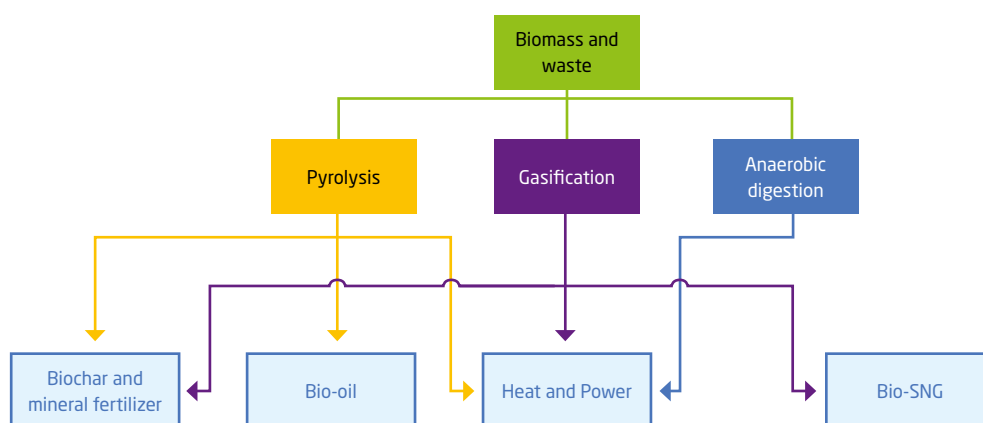 Biomass and
waste
Pyrolysis
Gasification
Anaerobic
digestion
Biochar and
mineral fertilizer
Bio-oil
Heat and Power
Bio-SNG